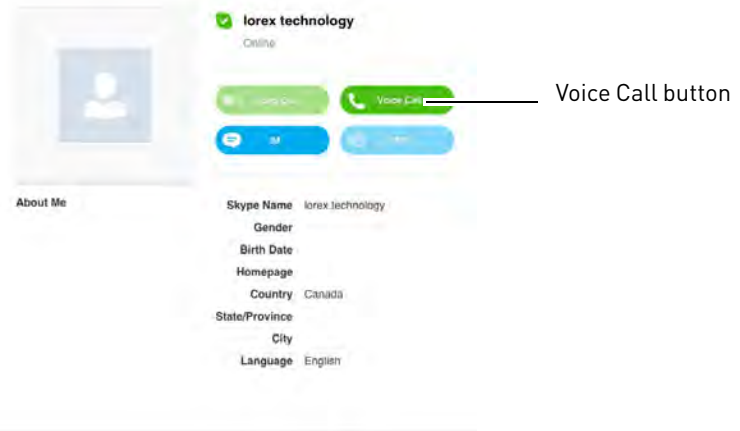 lorex technology
Online
Voice Call
Voice Call button
IM
About Me
Skype Name lorex.technology
Gender
Birth Date
Homepage
Country Canada
State/Province
City
Language English